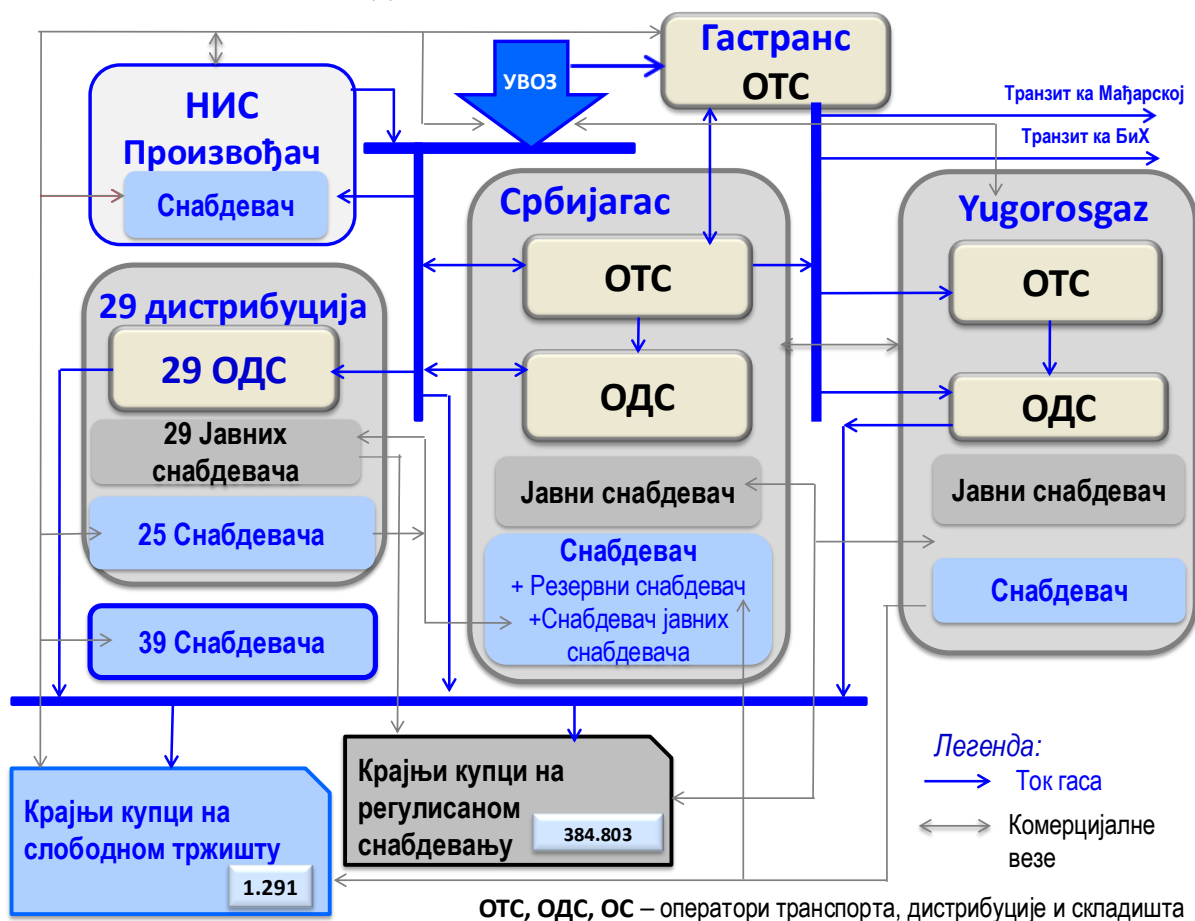 Гастранс
ОТС
УВОЗ
Транзит ка Мађарској
Транзит ка БиХ
НИС
Произвођач
Снабдевач
Србијагас
ОТС
ОДС
Јавни снабдевач
Снабдевач
+ Резервни снабдевач
+Снабдевач јавних
снабдевача
Yugorosgaz
ОТС
ОДС
Јавни снабдевач
Снабдевач
29 дистрибуција
29 ОДС
29 Јавних
снабдевача
25 Снабдевача
39 Снабдевача
Крајњи купци на
слободном тржишту
1.291
Крајњи купци на
регулисаном
снабдевању
384.803
Легенда:
Ток гаса
Комерцијалне
везе
ОТС, ОДС, ОС – оператори транспорта, дистрибуције и складишта